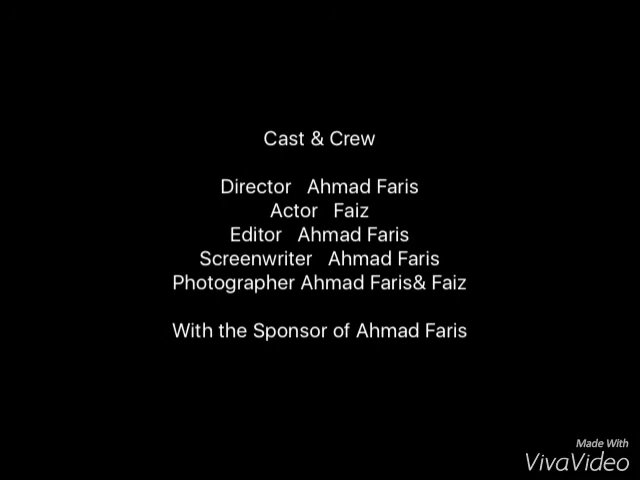 Cast & Crew
Director Ahmad Faris
Actor Faiz
Editor Ahmad Faris
Screenwriter Ahmad Faris
Photographer Ahmad Faris& Faiz
With the Sponsor of Ahmad Faris
Made With
VivaVideo